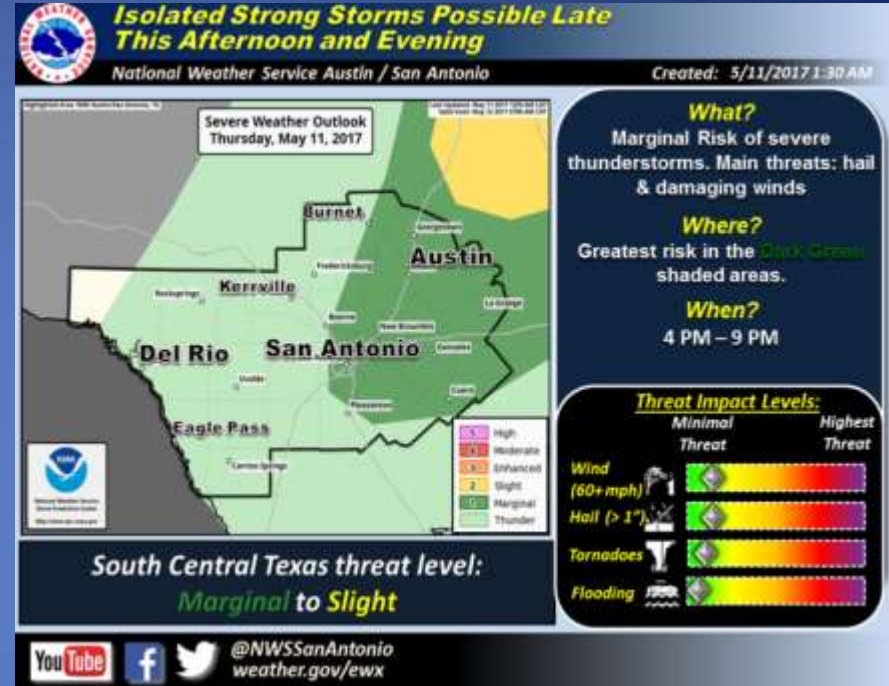 Isolated Strong Storms Possible Late
This Afternoon and Evening
National Weather Service Austin / San Antonio
Created: 5/11/2017 1:30 AM
Severe Weather Outlook
Thursday, May 11, 2017
Burnet
Georgetown
Fredericksburg
Austin
Rocksprings
Kerrville
La Grange
Boerne
New Braunfels
Del Rio
San Antonio
Gonzales
Uvalde
Cuero
Pleasanton
Eagle Pass
Carrizo Springs
High
Moderate
Enhanced
2 Slight
Marginal
Thunder
South Central Texas threat level:
Marginal to Slight
What?
Marginal Risk of severe
thunderstorms. Main threats: hail
& damaging winds
Where?
Greatest risk in the Dark Green
shaded areas.
When?
4 PM – 9 PM
Threat Impact Levels:
Minimal
Threat
Highest
Threat
Wind
(60+ mph)
Hail (> 1")
Tornadoes
Flooding
YouTube
@NWSSanAntonio
weather.gov/ewx